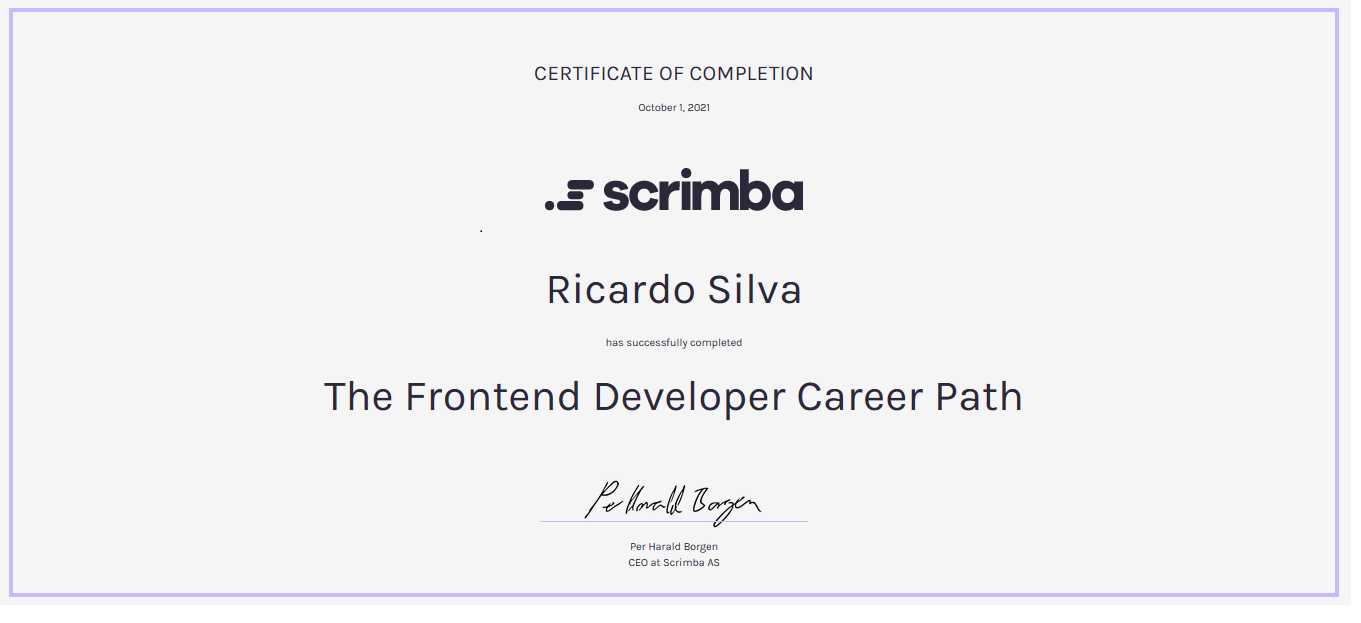 CERTIFICATE OF COMPLETION
October 1, 2021
scrimba
Ricardo Silva
has successfully completed
The Frontend Developer Career Path
Per Harald Borgen
Per Harald Borgen
CEO at Scrimba AS